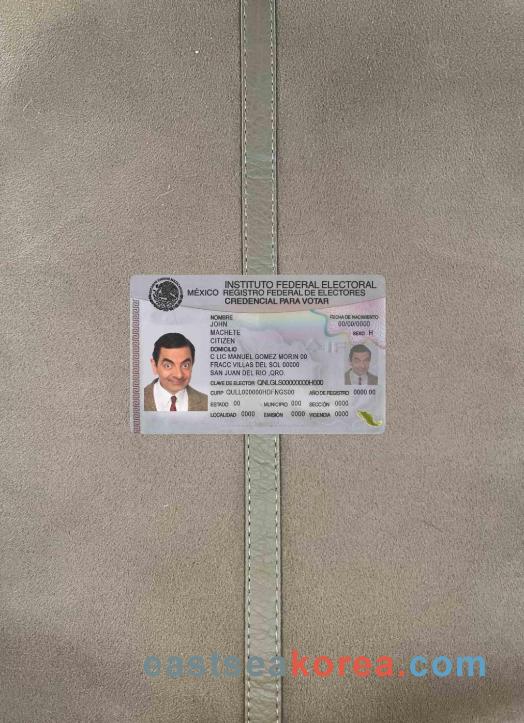 INSTITUTO FEDERAL ELECTORAL
MÉXICO REGISTRO FEDERAL DE ELECTORES
CREDENCIAL PARA VOTAR
NOMBRE
JOHN
MACHETE
CITIZEN
FECHA DE NACIMIENTO
00/00/0000
SEXO H
DOMICILIO
C LIC MANUEL GOMEZ MORIN 00
FRACC VILLAS DEL SOL 00000
SAN JUAN DEL RIO ,QRO.
CLAVE DE ELECTOR QNLGLS00000000H000
CURP QULL000000HDFNGS00 AÑO DE REGISTRO 0000 00
ESTADO 00 MUNICIPIO 000 SECCIÓN 0000
LOCALIDAD 0000 EMISIÓN 0000 VIGENCIA 0000
eastseakorea.com